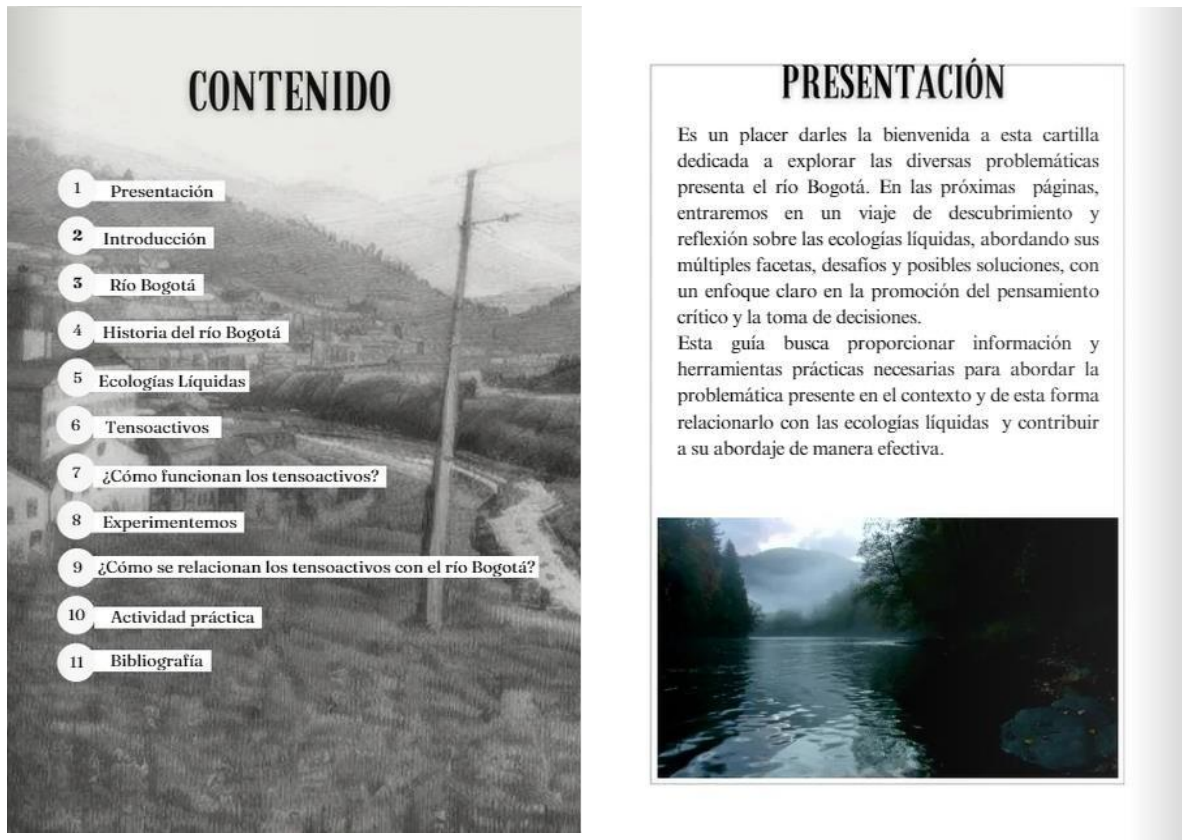 CONTENIDO
1 Presentación
2 Introducción
3 Río Bogotá
4 Historia del río Bogotá
5 Ecologías Líquidas
6 Tensoactivos
7 ¿Cómo funcionan los tensoactivos?
8 Experimentemos
9 ¿Cómo se relacionan los tensoactivos con el río Bogotá?
10 Actividad práctica
11 Bibliografía
PRESENTACIÓN
Es un placer darles la bienvenida a esta cartilla
dedicada a explorar las diversas problemáticas
presenta el río Bogotá. En las próximas páginas,
entraremos en un viaje de descubrimiento y
reflexión sobre las ecologías líquidas, abordando sus
múltiples facetas, desafíos y posibles soluciones, con
un enfoque claro en la promoción del pensamiento
crítico y la toma de decisiones.
Esta guía busca proporcionar información y
herramientas prácticas necesarias para abordar la
problemática presente en el contexto y de esta forma
relacionarlo con las ecologías líquidas y contribuir
a su abordaje de manera efectiva.